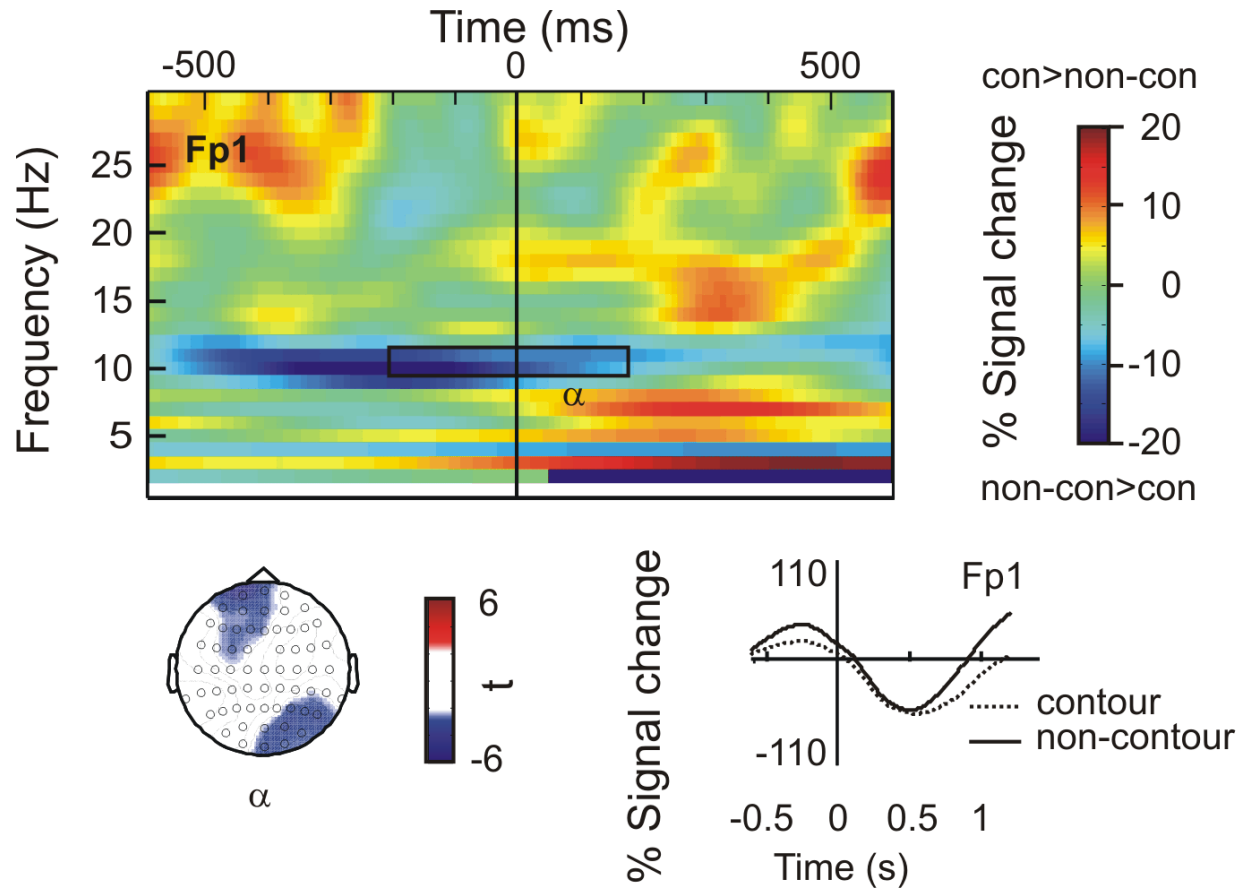 Time (ms)
-500 0 500
Frequency (Hz)
25
20
15
10
5
Fp1
α
con>non-con
% Signal change
20
10
0
-10
-20
non-con>con
6
t
-6
α
% Signal change
110
-110
Fp1
contour
non-contour
-0.5 0 0.5 1
Time (s)